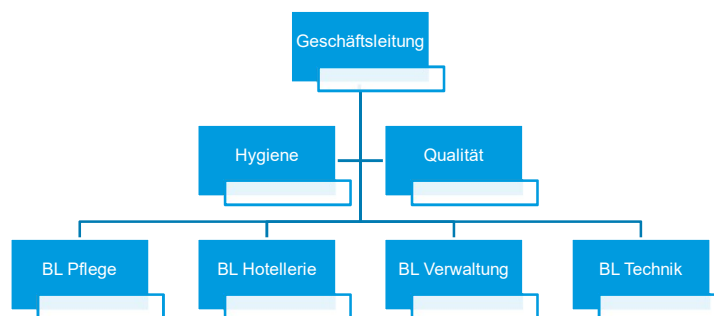 Geschäftsleitung
Hygiene
Qualität
BL Pflege
BL Hotellerie
BL Verwaltung
BL Technik